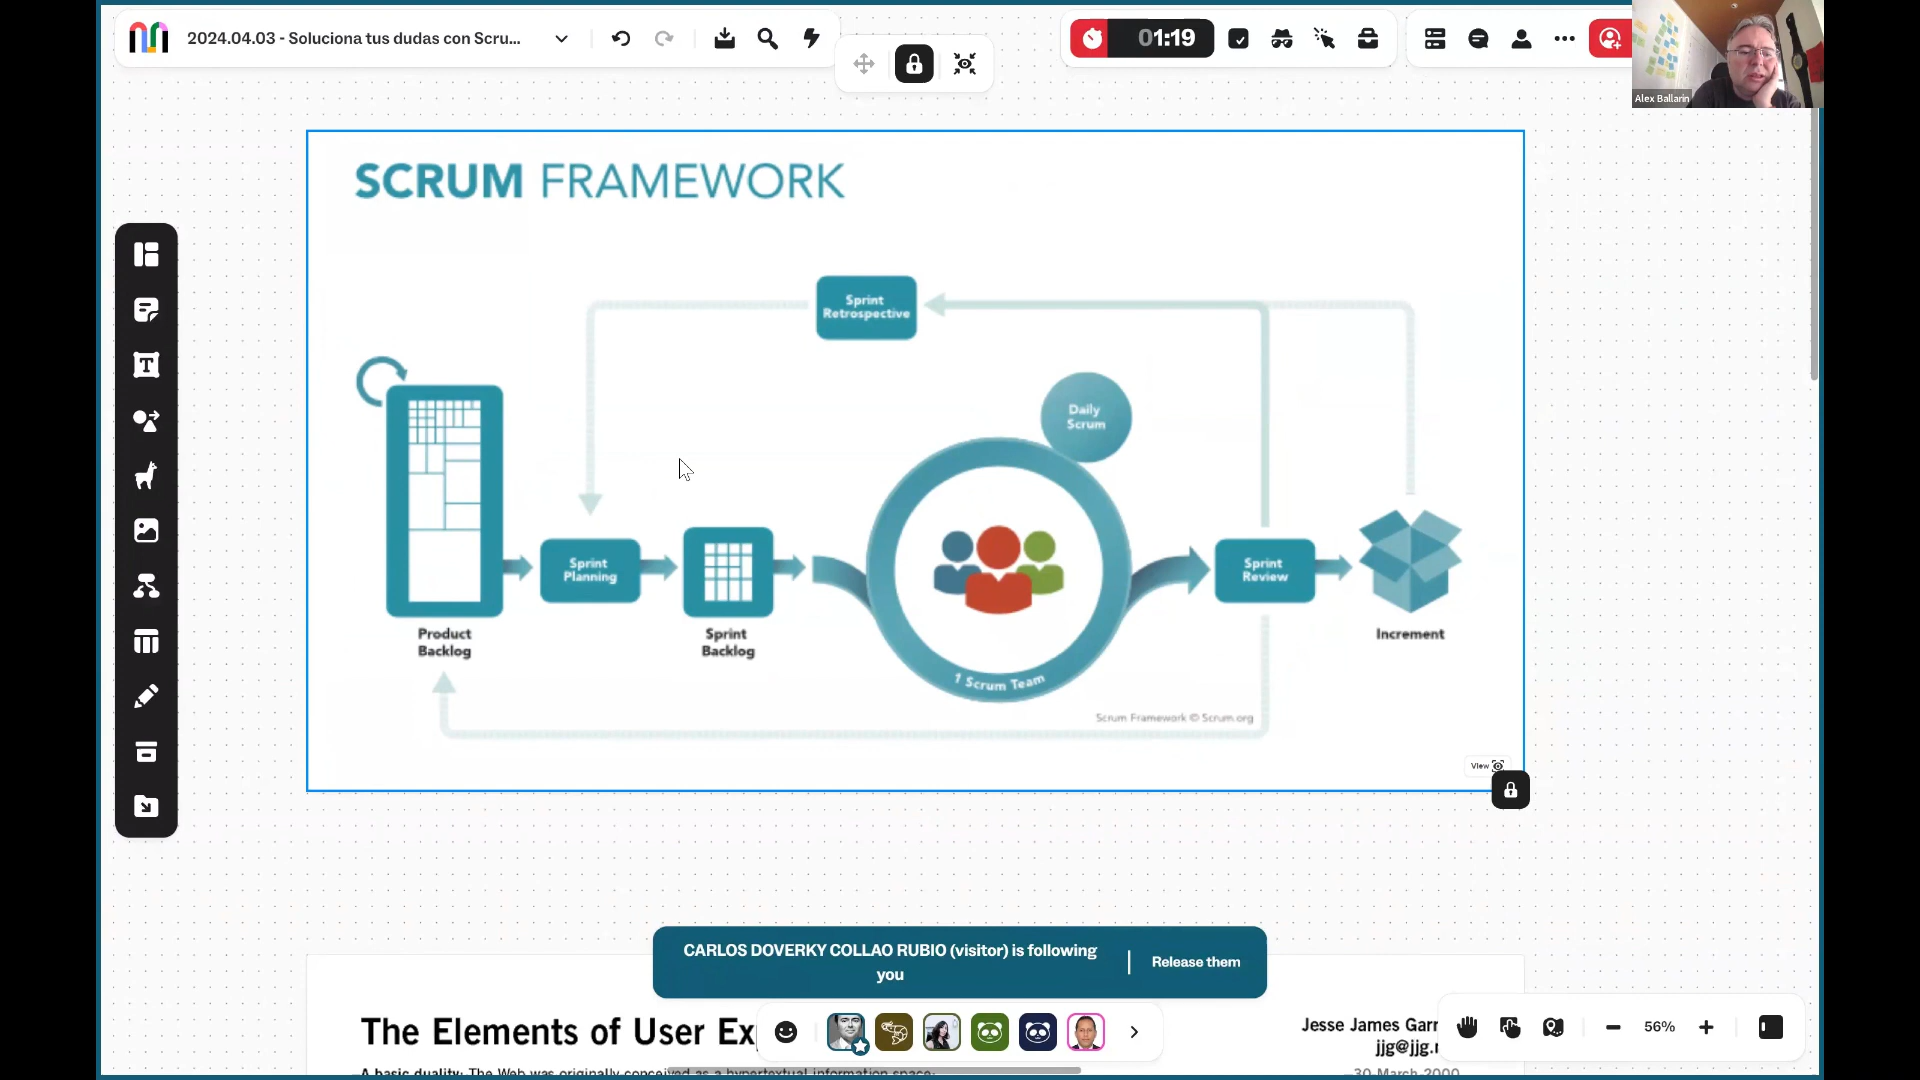 2024.04.03 - Soluciona tus dudas con Scru...
01:19
Alex Ballarin
SCRUM FRAMEWORK
Sprint
Retrospective
Daily
Scrum
Sprint
Planning
Sprint
Review
Product
Backlog
Sprint
Backlog
Increment
1 Scrum Team
Scrum Framework © Scrum.org
View
CARLOS DOVERKY COLLAO RUBIO (visitor) is following
you
Release them
The Elements of User Ex
Jesse James Garr
jjg@jjg.
A basic duality: The Web was originally conceived as a hypertextual information space;
30 March 2000
56%